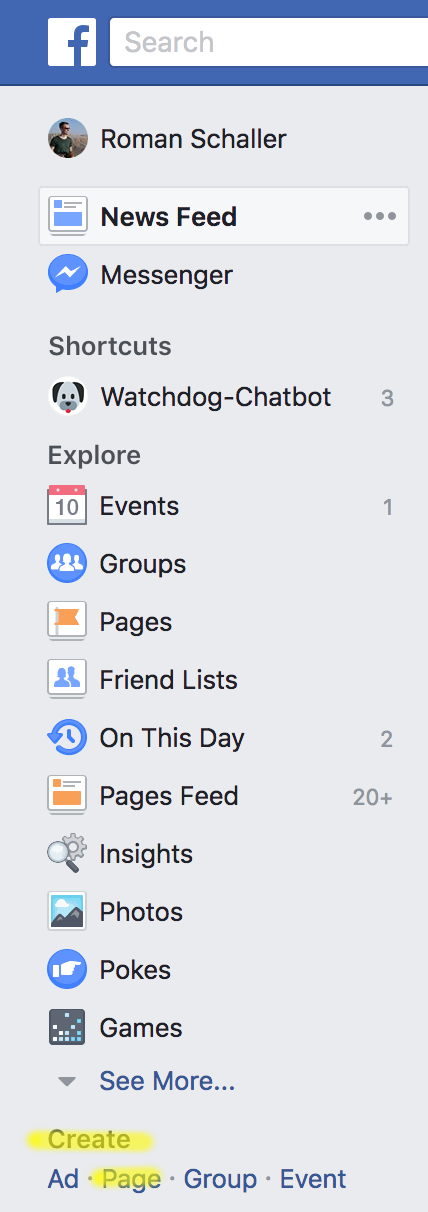 f Search
Roman Schaller
News Feed
Messenger
Shortcuts
Watchdog-Chatbot 3
Explore
10 Events 1
Groups
Pages
Friend Lists
On This Day 2
Pages Feed 20+
Insights
Photos
Pokes
Games
See More...
Create
Ad · Page · Group · Event